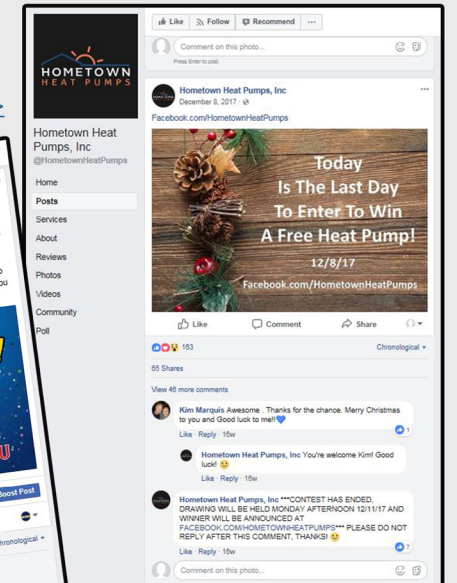 Like Follow Recommend ...
Comment on this photo...
Press Enter to post.
HOMETOWN
HEAT PUMPS
Hometown Heat
Pumps, Inc
@HometownHeatPumps
Home
Posts
Services
About
Reviews
Photos
Videos
Community
Poll
Hometown Heat Pumps, Inc
December 8, 2017
Facebook.com/HometownHeatPumps
Today
Is The Last Day
To Enter To Win
A Free Heat Pump!
12/8/17
Facebook.com/HometownHeatPumps
Like Comment Share
163
Chronological
65 Shares
View 46 more comments
Kim Marquis Awesome . Thanks for the chance. Merry Christmas
to you and Good luck to me!!💙
1
Like · Reply · 16w
Hometown Heat Pumps, Inc You're welcome Kim! Good
luck! 😀
Like · Reply · 16w
Hometown Heat Pumps, Inc ***CONTEST HAS ENDED,
DRAWING WILL BE HELD MONDAY AFTERNOON 12/11/17 AND
WINNER WILL BE ANNOUNCED AT
FACEBOOK.COM/HOMETOWNHEATPUMPS*** PLEASE DO NOT
REPLY AFTER THIS COMMENT, THANKS! 😀
7
Like · Reply · 16w
Comment on this photo...
Boost Post